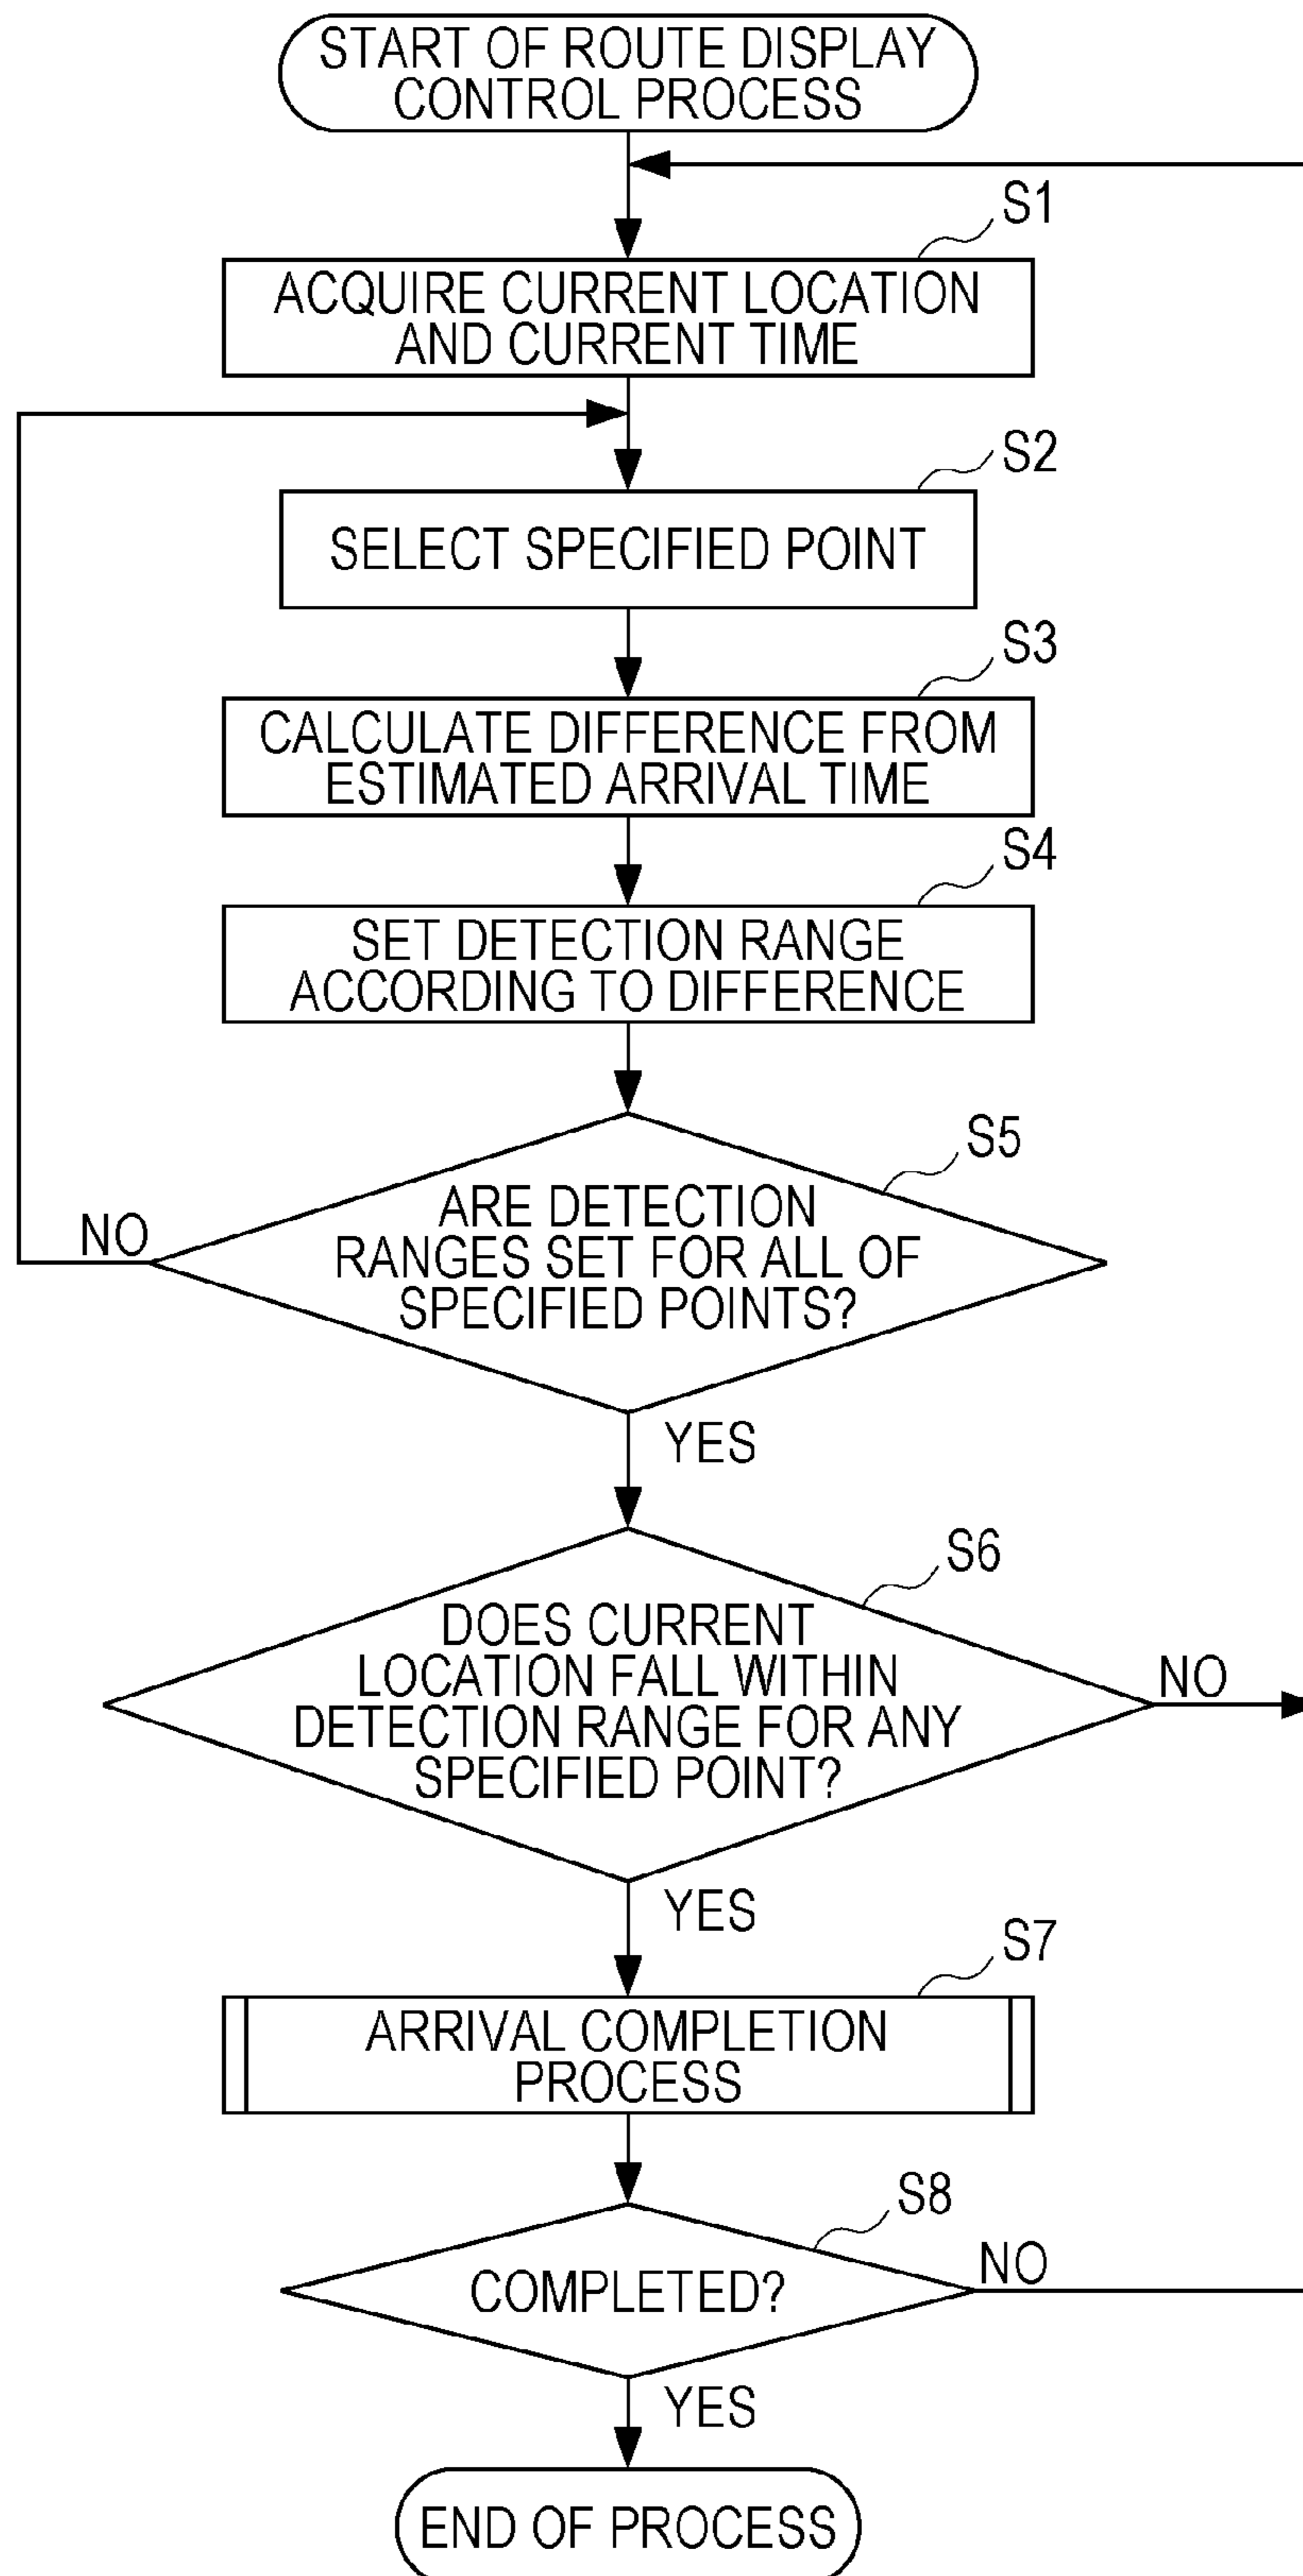 START OF ROUTE DISPLAY
CONTROL PROCESS
S1
ACQUIRE CURRENT LOCATION
AND CURRENT TIME
S2
SELECT SPECIFIED POINT
S3
CALCULATE DIFFERENCE FROM
ESTIMATED ARRIVAL TIME
S4
SET DETECTION RANGE
ACCORDING TO DIFFERENCE
S5
ARE DETECTION
RANGES SET FOR ALL OF
SPECIFIED POINTS?
NO
YES
S6
DOES CURRENT
LOCATION FALL WITHIN
DETECTION RANGE FOR ANY
SPECIFIED POINT?
NO
YES
S7
ARRIVAL COMPLETION
PROCESS
S8
COMPLETED?
NO
YES
END OF PROCESS